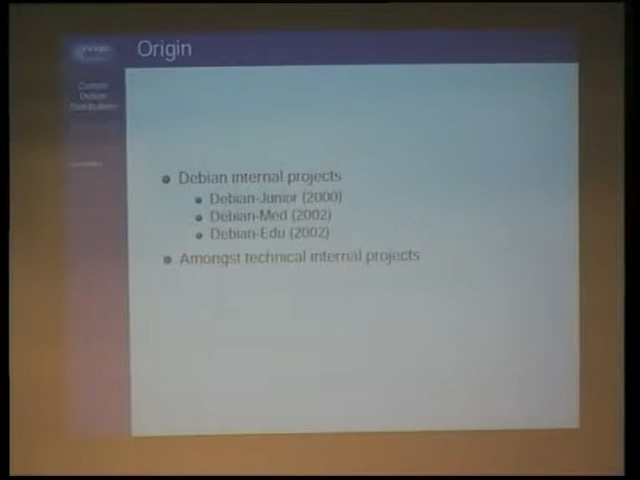 Origin
Custom
Debian
Distributions
Debian internal projects
Debian-Junior (2000)
Debian-Med (2002)
Debian-Edu (2002)
Amongst technical internal projects